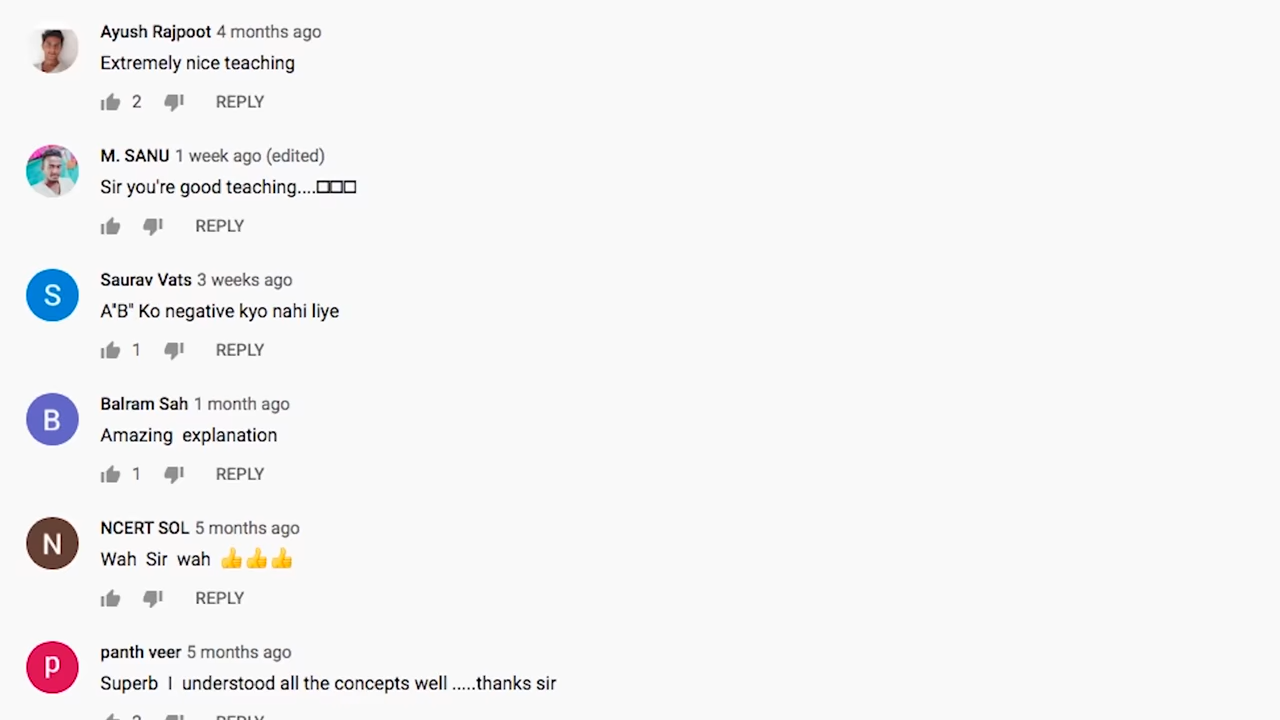 Ayush Rajpoot 4 months ago
Extremely nice teaching
2 REPLY
M. SANU 1 week ago (edited)
Sir you're good teaching....□□□
REPLY
Saurav Vats 3 weeks ago
A"B" Ko negative kyo nahi liye
1 REPLY
B
S
Balram Sah 1 month ago
Amazing explanation
1 REPLY
N
NCERT SOL 5 months ago
Wah Sir wah 👍👍👍
REPLY
p
panth veer 5 months ago
Superb I understood all the concepts well .....thanks sir
2 REPLY